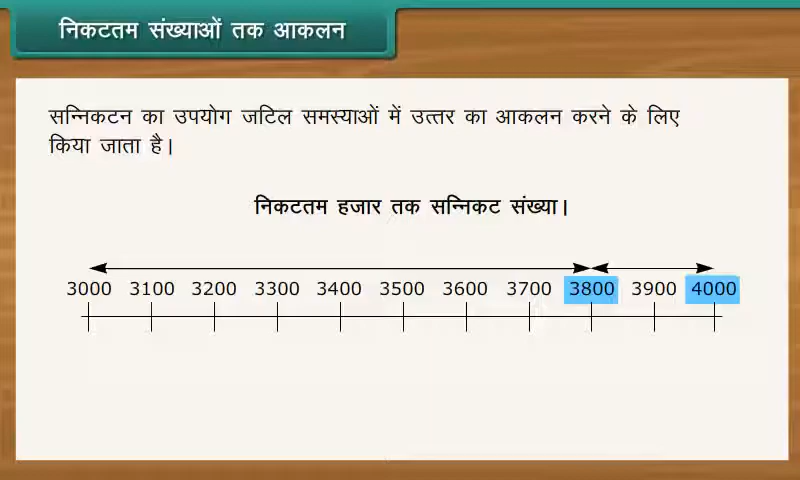 निकटतम संख्याओं तक आकलन
सन्निकटन का उपयोग जटिल समस्याओं में उत्तर का आकलन करने के लिए
किया जाता है।
निकटतम हजार तक सन्निकट संख्या।
3000 3100 3200 3300 3400 3500 3600 3700 3800 3900 4000